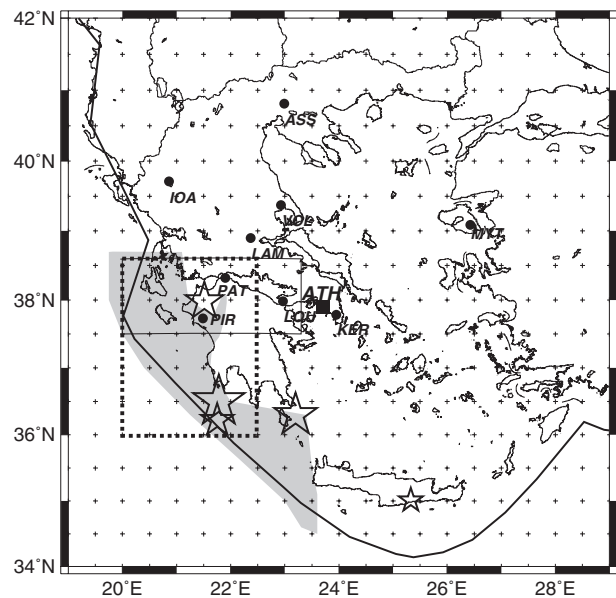 42˚N
ASS
40˚N
IOA
VOL
MYT
LAM
PAT
ATH
38˚N
PIR
LOU
KER
36˚N
34˚N
20˚E 22˚E 24˚E 26˚E 28˚E